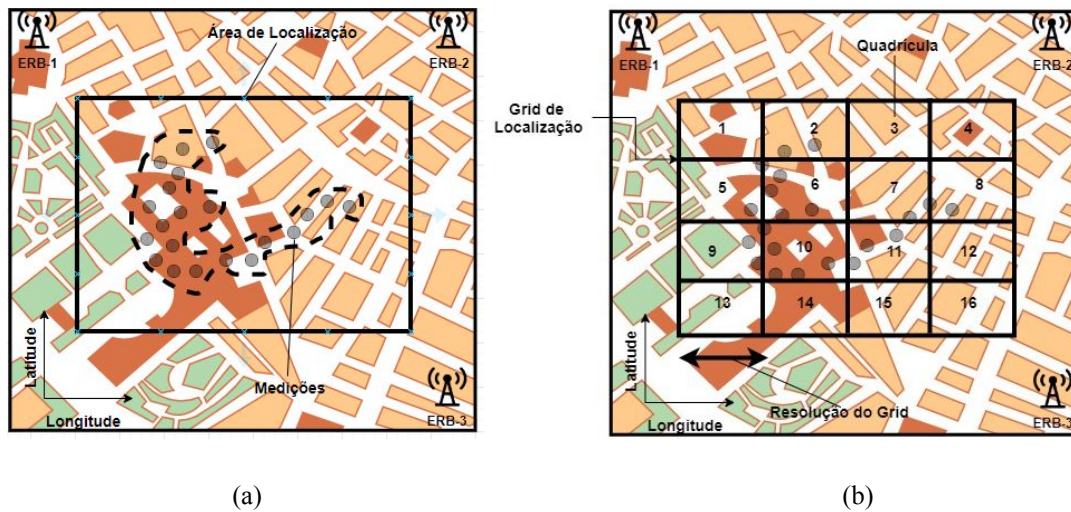 ERB-1
Área de Localização
ERB-2
Latitude
Longitude
Medições
ERB-3
(a)
ERB-1
Quadrícula
ERB-2
Grid de
Localização
1
2
3
4
5
6
7
8
9
10
11
12
13
14
15
16
Latitude
Longitude
Resolução do Grid
ERB-3
(b)